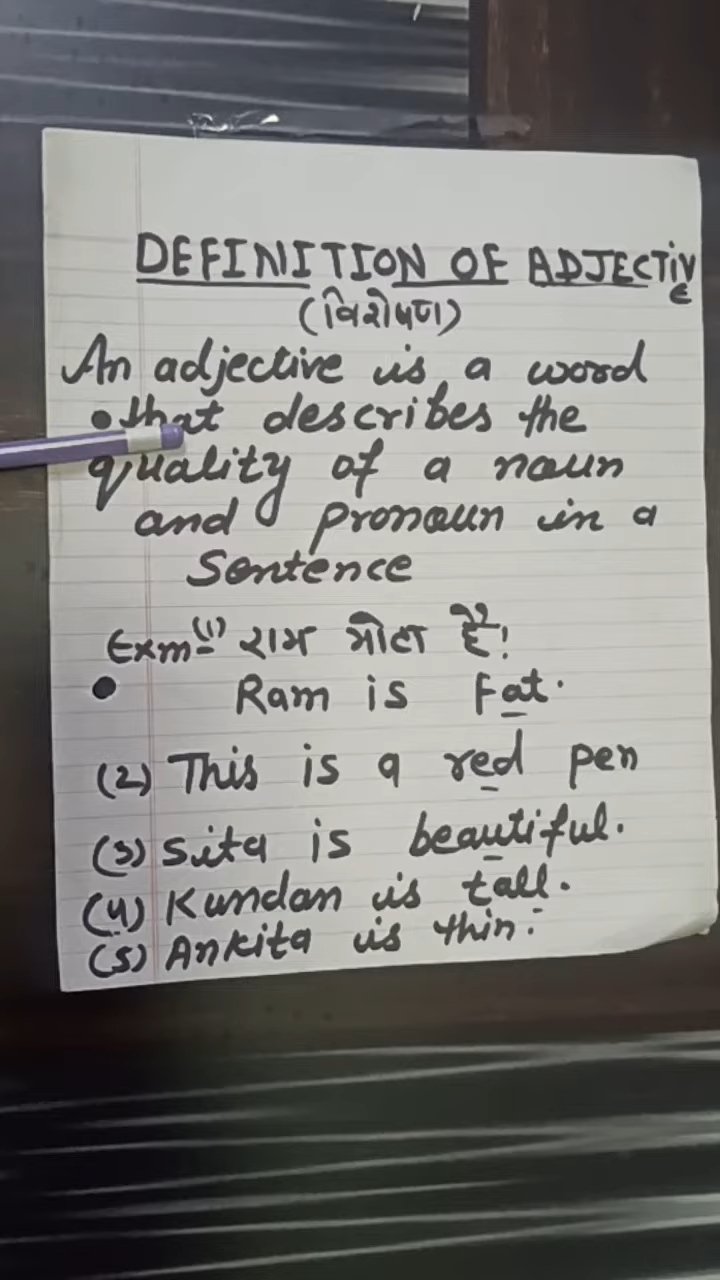 DEFINITION OF ADJECTIVE
(विशेषण)
An adjective is a word
that describes the
quality of a noun
and pronoun in a
Sentence
Exm (1) राम मोटा है!
Ram is Fat.
(2) This is a red pen
(3) Sita is beautiful.
(4) Kundan is tall.
(5) Ankita is thin.